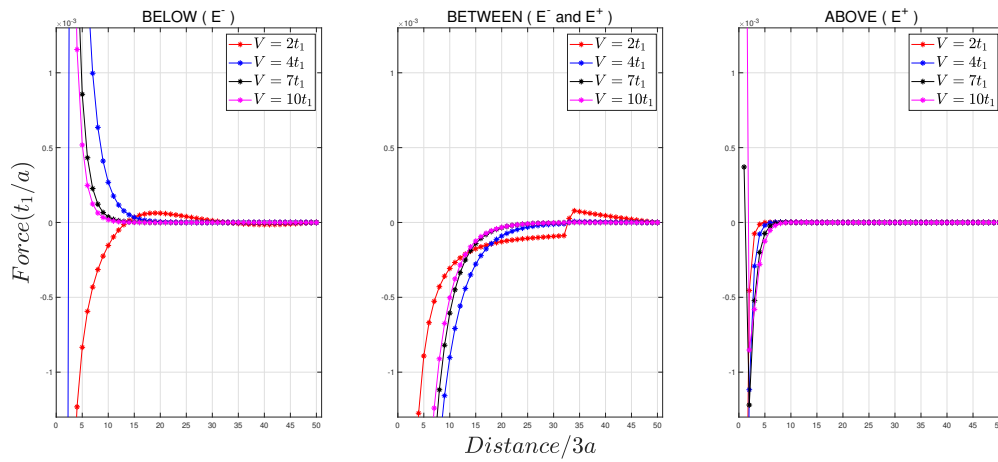 BELOW ( E⁻ )
×10⁻³
Force(t₁/a)
1
0.5
0
-0.5
-1
0 5 10 15 20 25 30 35 40 45 50
V = 2t₁
V = 4t₁
V = 7t₁
V = 10t₁
BETWEEN ( E⁻ and E⁺ )
×10⁻³
1
0.5
0
-0.5
-1
0 5 10 15 20 25 30 35 40 45 50
V = 2t₁
V = 4t₁
V = 7t₁
V = 10t₁
Distance/3a
ABOVE ( E⁺ )
×10⁻³
1
0.5
0
-0.5
-1
0 5 10 15 20 25 30 35 40 45 50
V = 2t₁
V = 4t₁
V = 7t₁
V = 10t₁